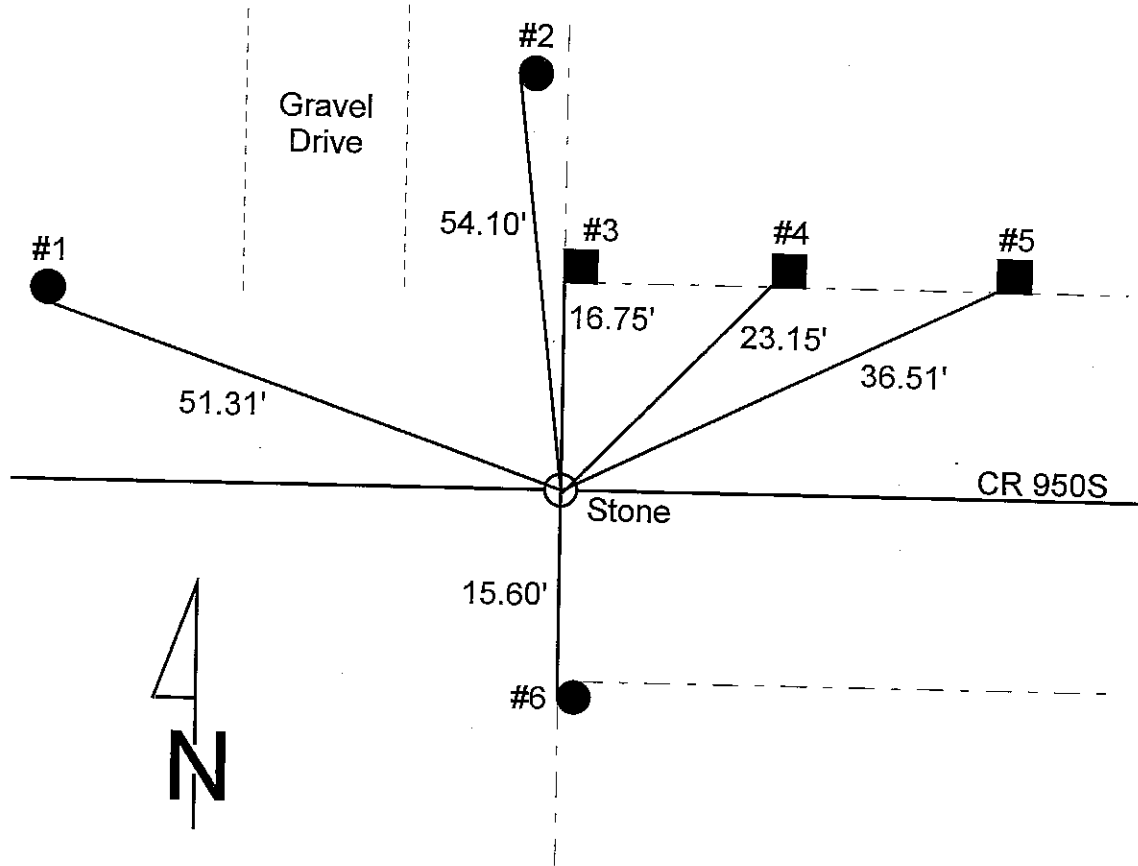 #2
Gravel
Drive
54.10'
#3
#4
#5
#1
16.75'
23.15'
36.51'
51.31'
CR 950S
Stone
15.60'
#6
N